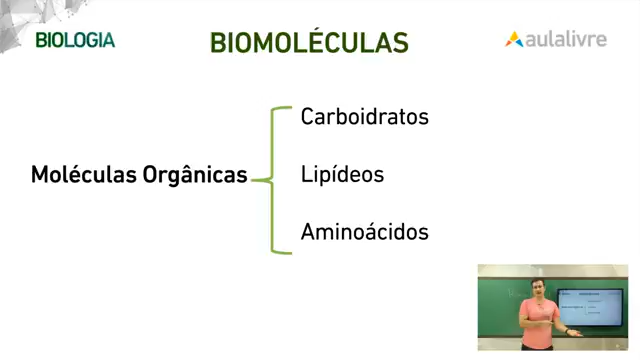 BIOLOGIA
BIOMOLÉCULAS
aulalivre
Moléculas Orgânicas
Carboidratos
Lipídeos
Aminoácidos